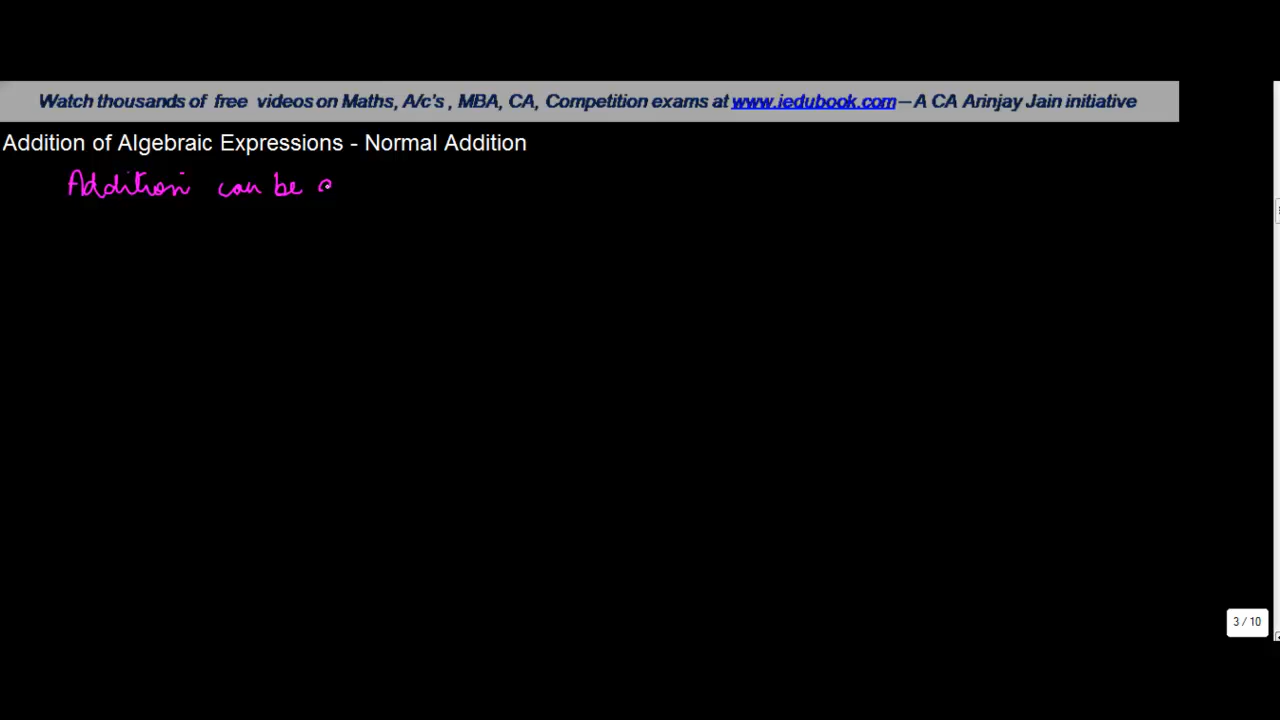 Watch thousands of free videos on Maths, A/c's , MBA, CA, Competition exams at www.iedubook.com – A CA Arinjay Jain initiative
Addition of Algebraic Expressions - Normal Addition
Addition can be
3 / 10